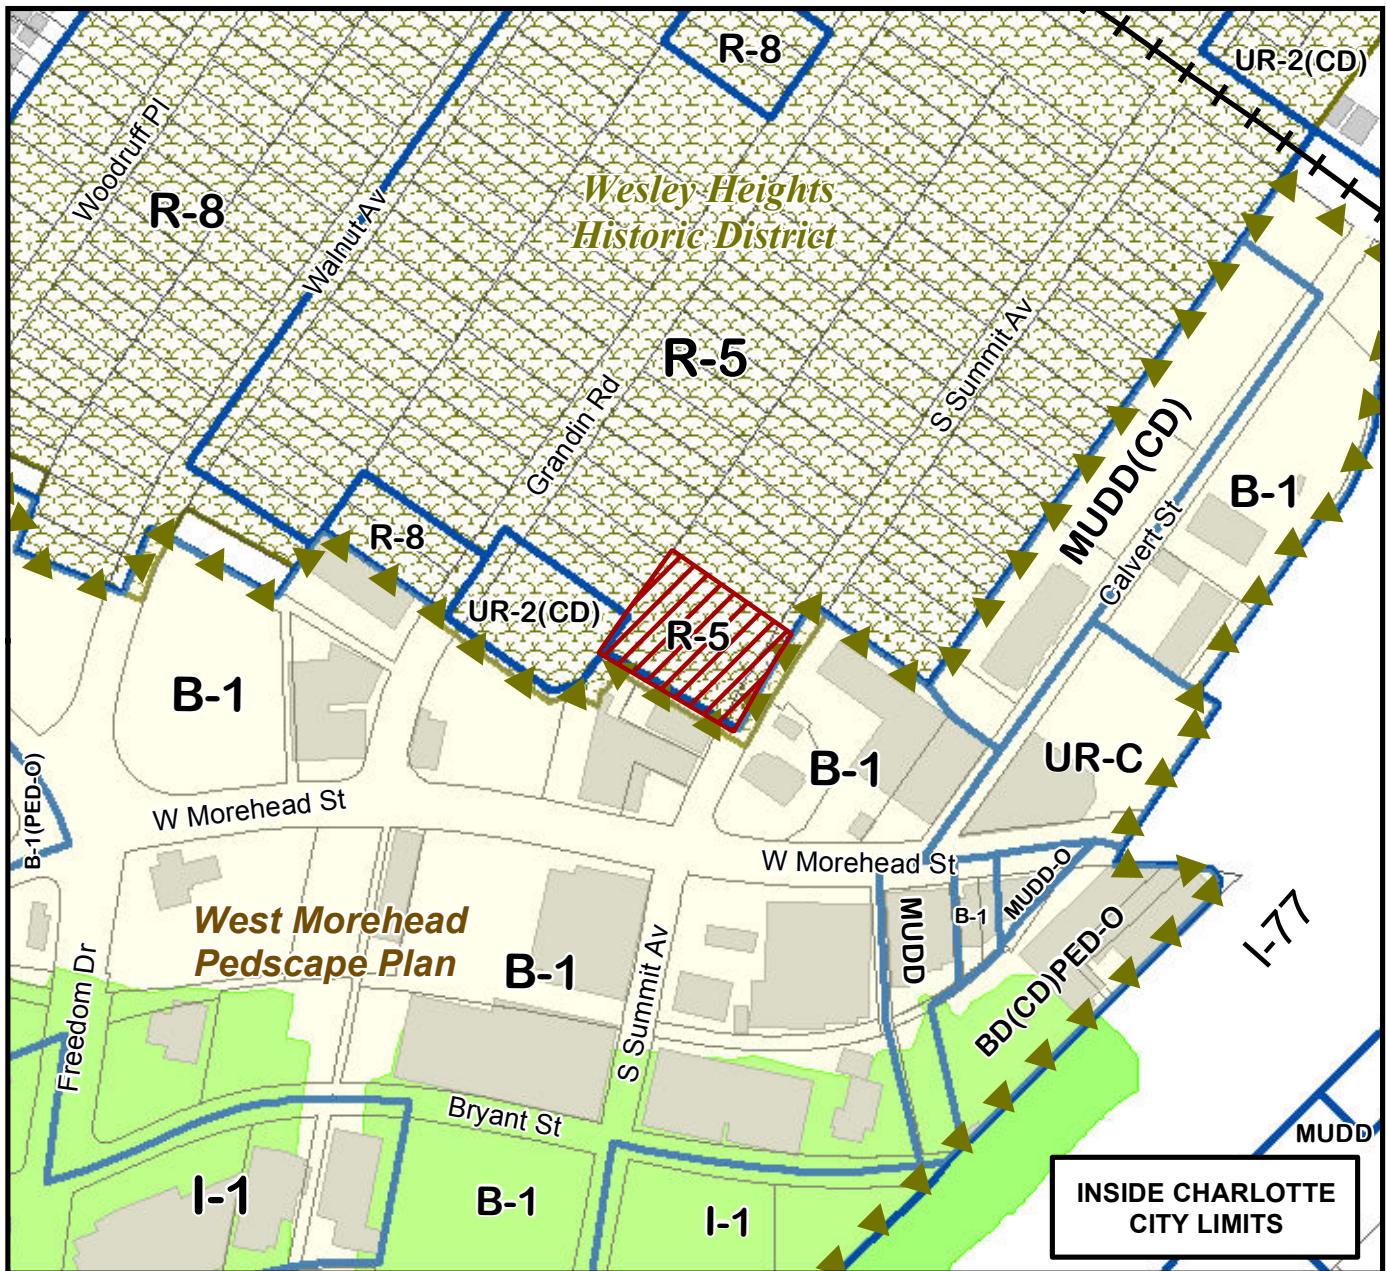 R-8
UR-2(CD)
Woodruff Pl
R-8
Walnut Av
Wesley Heights
Historic District
R-5
S Summit Av
Grandin Rd
MUDD(CD)
B-1
Calvert St
R-8
UR-2(CD)
R-5
B-1
B-1
UR-C
B-1(PED-O)
W Morehead St
W Morehead St
MUDD
B-1
MUDD-O
West Morehead
Pedscape Plan
B-1
BD(CD)PED-O
I-77
Freedom Dr
S Summit Av
Bryant St
MUDD
I-1
B-1
I-1
INSIDE CHARLOTTE
CITY LIMITS